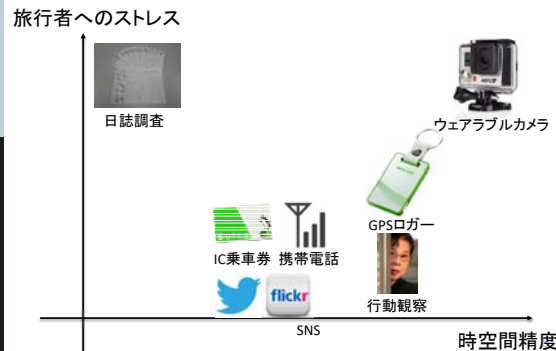 旅行者へのストレス
日誌調査
ウェアラブルカメラ
GPSロガー
IC乗車券 携帯電話
flickr
行動観察
SNS
時空間精度